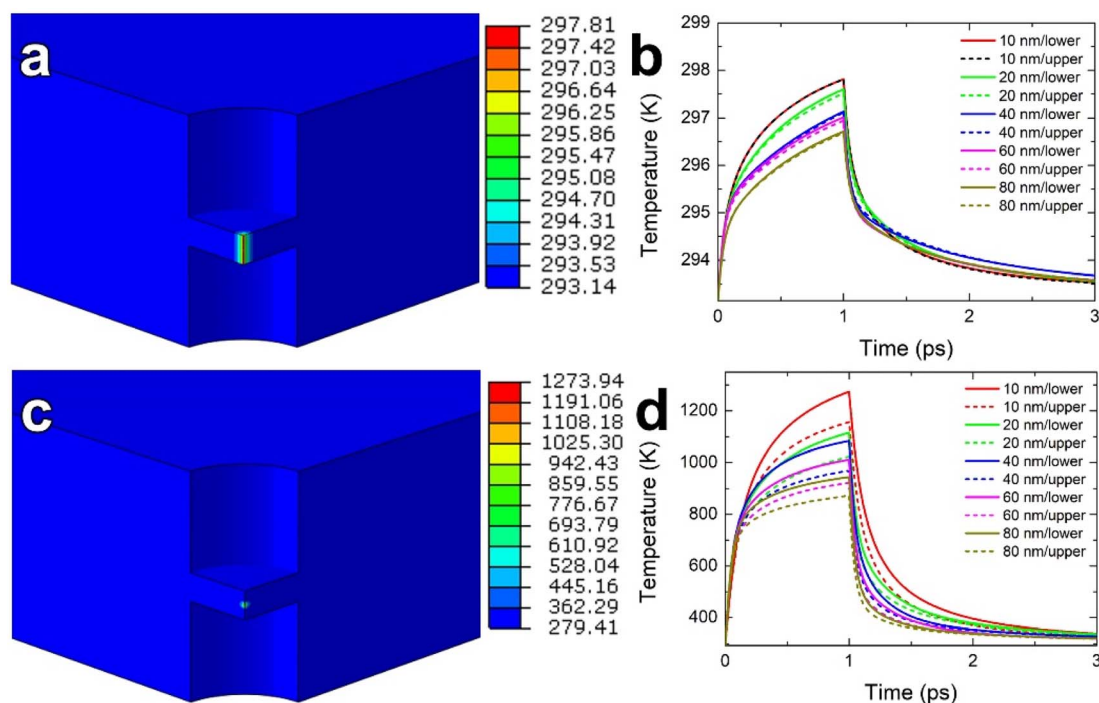 a
297.81
297.42
297.03
296.64
296.25
295.86
295.47
295.08
294.70
294.31
293.92
293.53
293.14
b
Temperature (K)
299
298
297
296
295
294
0
1
2
3
Time (ps)
10 nm/lower
10 nm/upper
20 nm/lower
20 nm/upper
40 nm/lower
40 nm/upper
60 nm/lower
60 nm/upper
80 nm/lower
80 nm/upper
c
1273.94
1191.06
1108.18
1025.30
942.43
859.55
776.67
693.79
610.92
528.04
445.16
362.29
279.41
d
Temperature (K)
1200
1000
800
600
400
0
1
2
3
Time (ps)
10 nm/lower
10 nm/upper
20 nm/lower
20 nm/upper
40 nm/lower
40 nm/upper
60 nm/lower
60 nm/upper
80 nm/lower
80 nm/upper